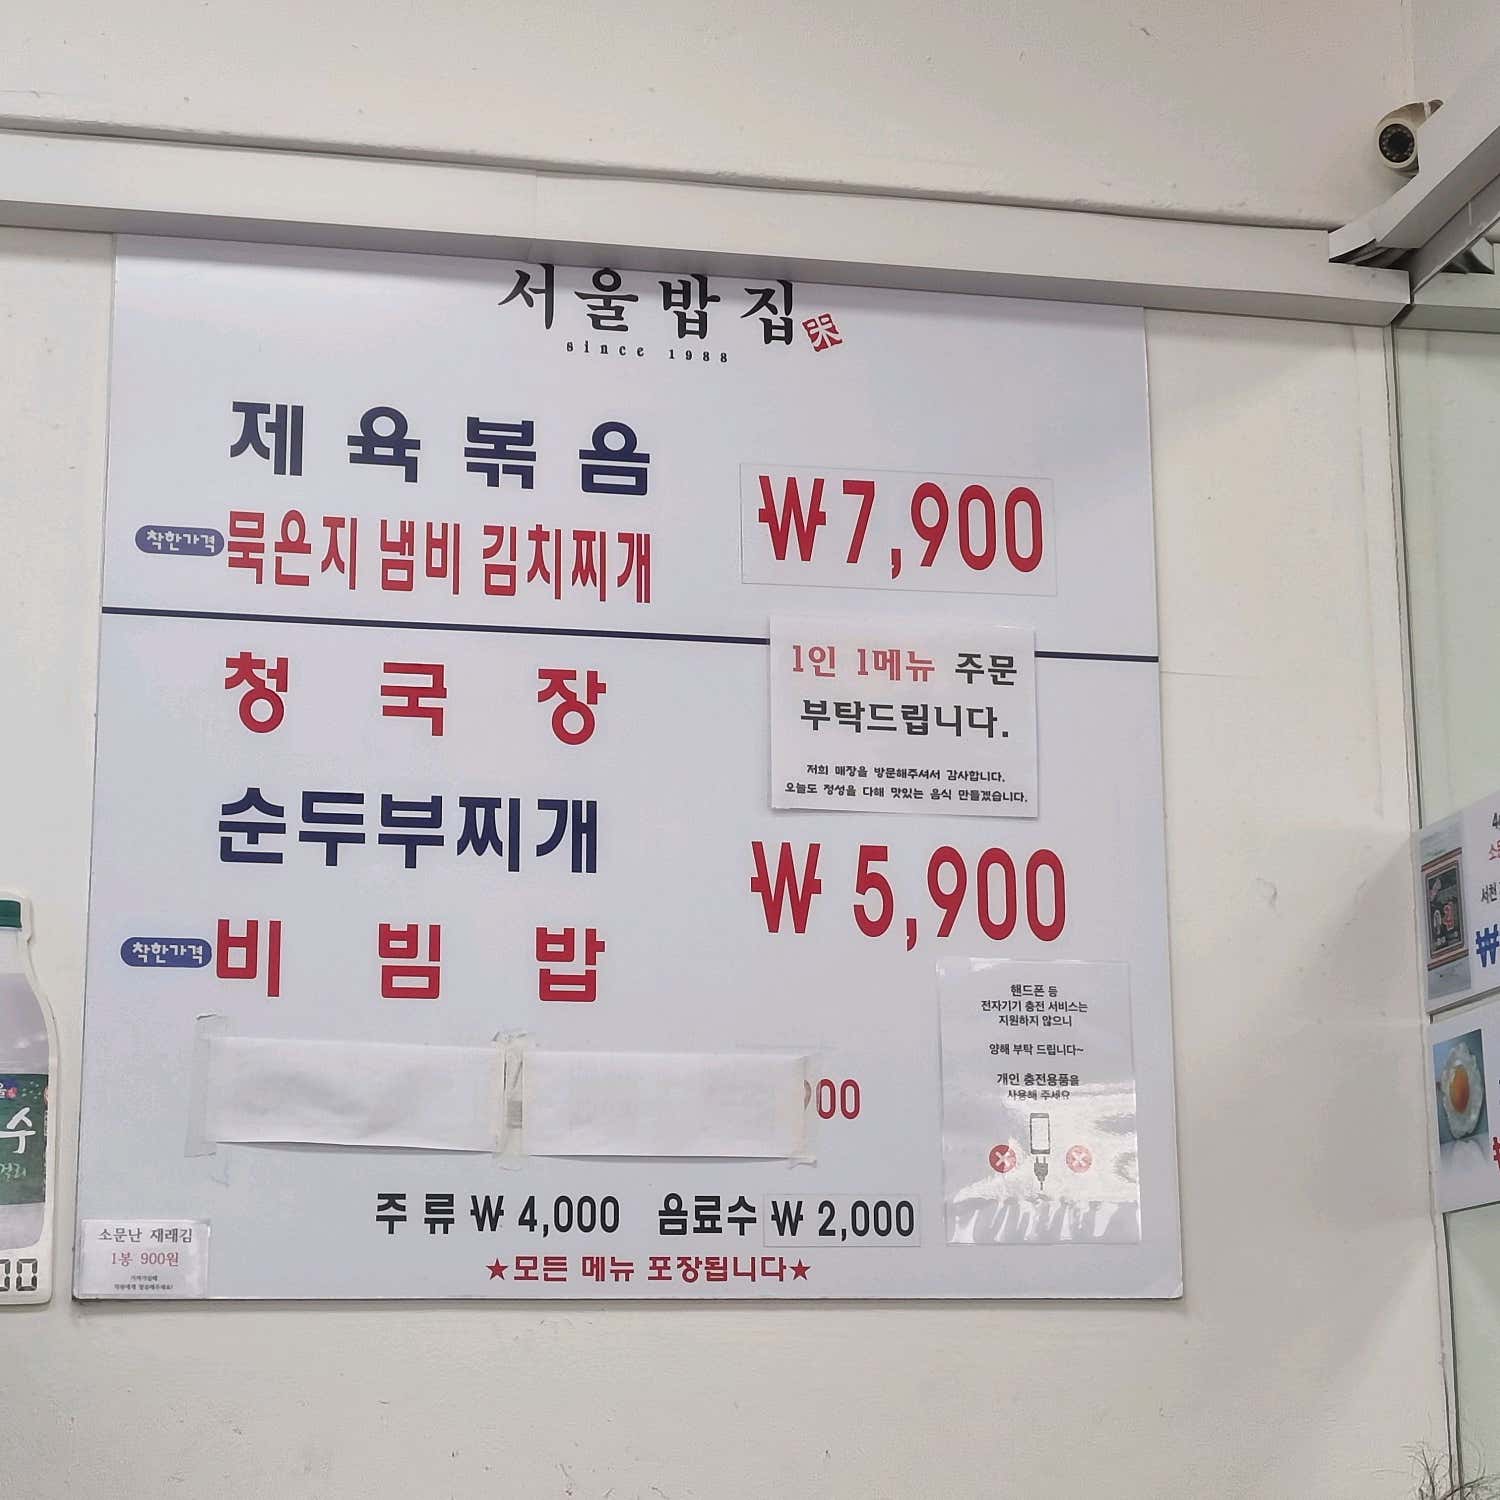 서울밥집
since 1988
제육볶음
착한가격 묵은지 냄비 김치찌개
₩7,900
청국장
1인 1메뉴 주문
부탁드립니다.
저희 매장을 방문해주셔서 감사합니다.
오늘도 정성을 다해 맛있는 음식 만들겠습니다.
순두부찌개
₩ 5,900
착한가격 비빔밥
핸드폰 등
전자기기 충전 서비스는
지원하지 않으니
양해 부탁 드립니다~
개인 충전용품을
사용해 주세요
00
주류 ₩ 4,000 음료수 ₩ 2,000
★모든 메뉴 포장됩니다★
소문난 재래김
1봉 900원
수
00
서천
₩